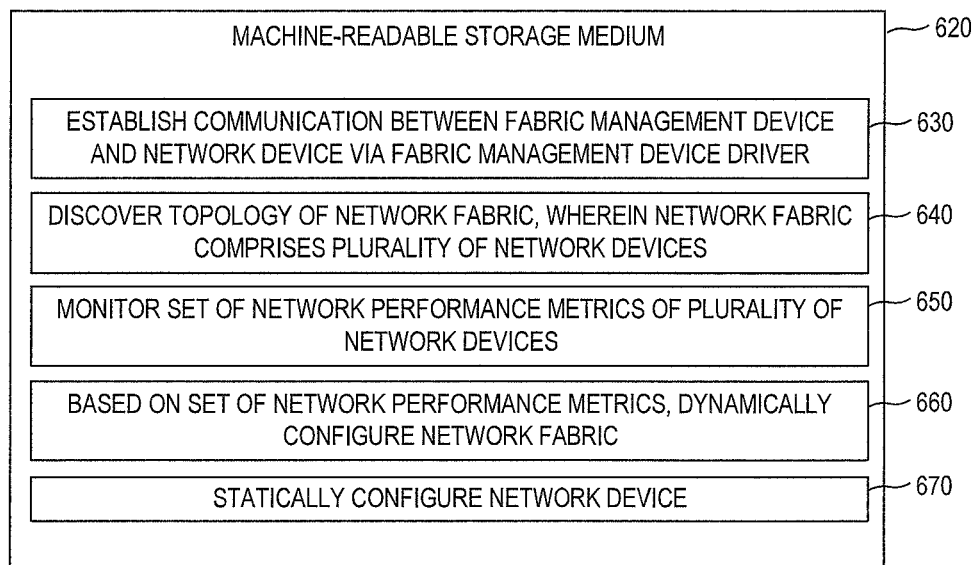 MACHINE-READABLE STORAGE MEDIUM
620
ESTABLISH COMMUNICATION BETWEEN FABRIC MANAGEMENT DEVICE
AND NETWORK DEVICE VIA FABRIC MANAGEMENT DEVICE DRIVER
630
DISCOVER TOPOLOGY OF NETWORK FABRIC, WHEREIN NETWORK FABRIC
COMPRISES PLURALITY OF NETWORK DEVICES
640
MONITOR SET OF NETWORK PERFORMANCE METRICS OF PLURALITY OF
NETWORK DEVICES
650
BASED ON SET OF NETWORK PERFORMANCE METRICS, DYNAMICALLY
CONFIGURE NETWORK FABRIC
660
STATICALLY CONFIGURE NETWORK DEVICE
670